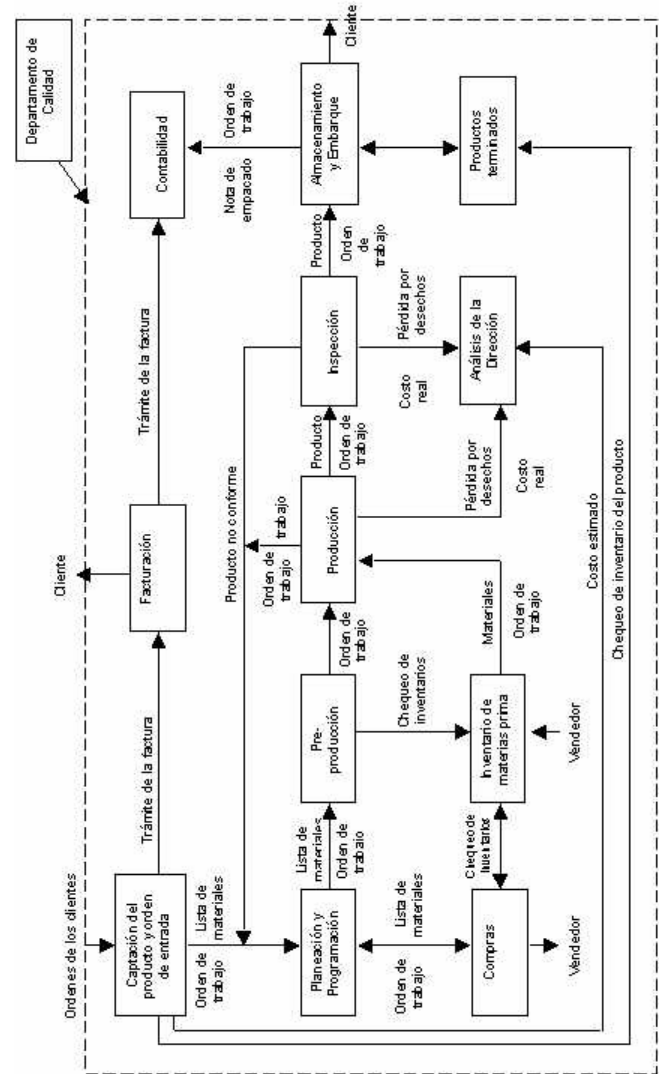 Departamento de
Calidad
Ordenes de los clientes
Cliente
Captación del
producto y orden
de entrada
Trámite de la factura
Facturación
Trámite de la factura
Contabilidad
Orden de
trabajo
Lista de
materiales
Producto no conforme
Nota de
empacado
Orden de
trabajo
Planeación y
Programación
Lista de
materiales
Orden de
trabajo
Pre-
producción
Orden de
trabajo
Orden de
trabajo
trabajo
Producción
Producto
Orden de
trabajo
Inspección
Producto
Orden
de
trabajo
Almacenamiento
y Embarque
Cliente
Orden de
trabajo
Lista de
materiales
Chequeo de
inventarios
Pérdida por
desechos
Costo
real
Costo
real
Pérdida por
desechos
Compras
Chequeo de
inventarios
Inventario de
materias prima
Materiales
Orden de
trabajo
Análisis de la
Dirección
Productos
terminados
Vendedor
Vendedor
Costo estimado
Chequeo de inventario del producto